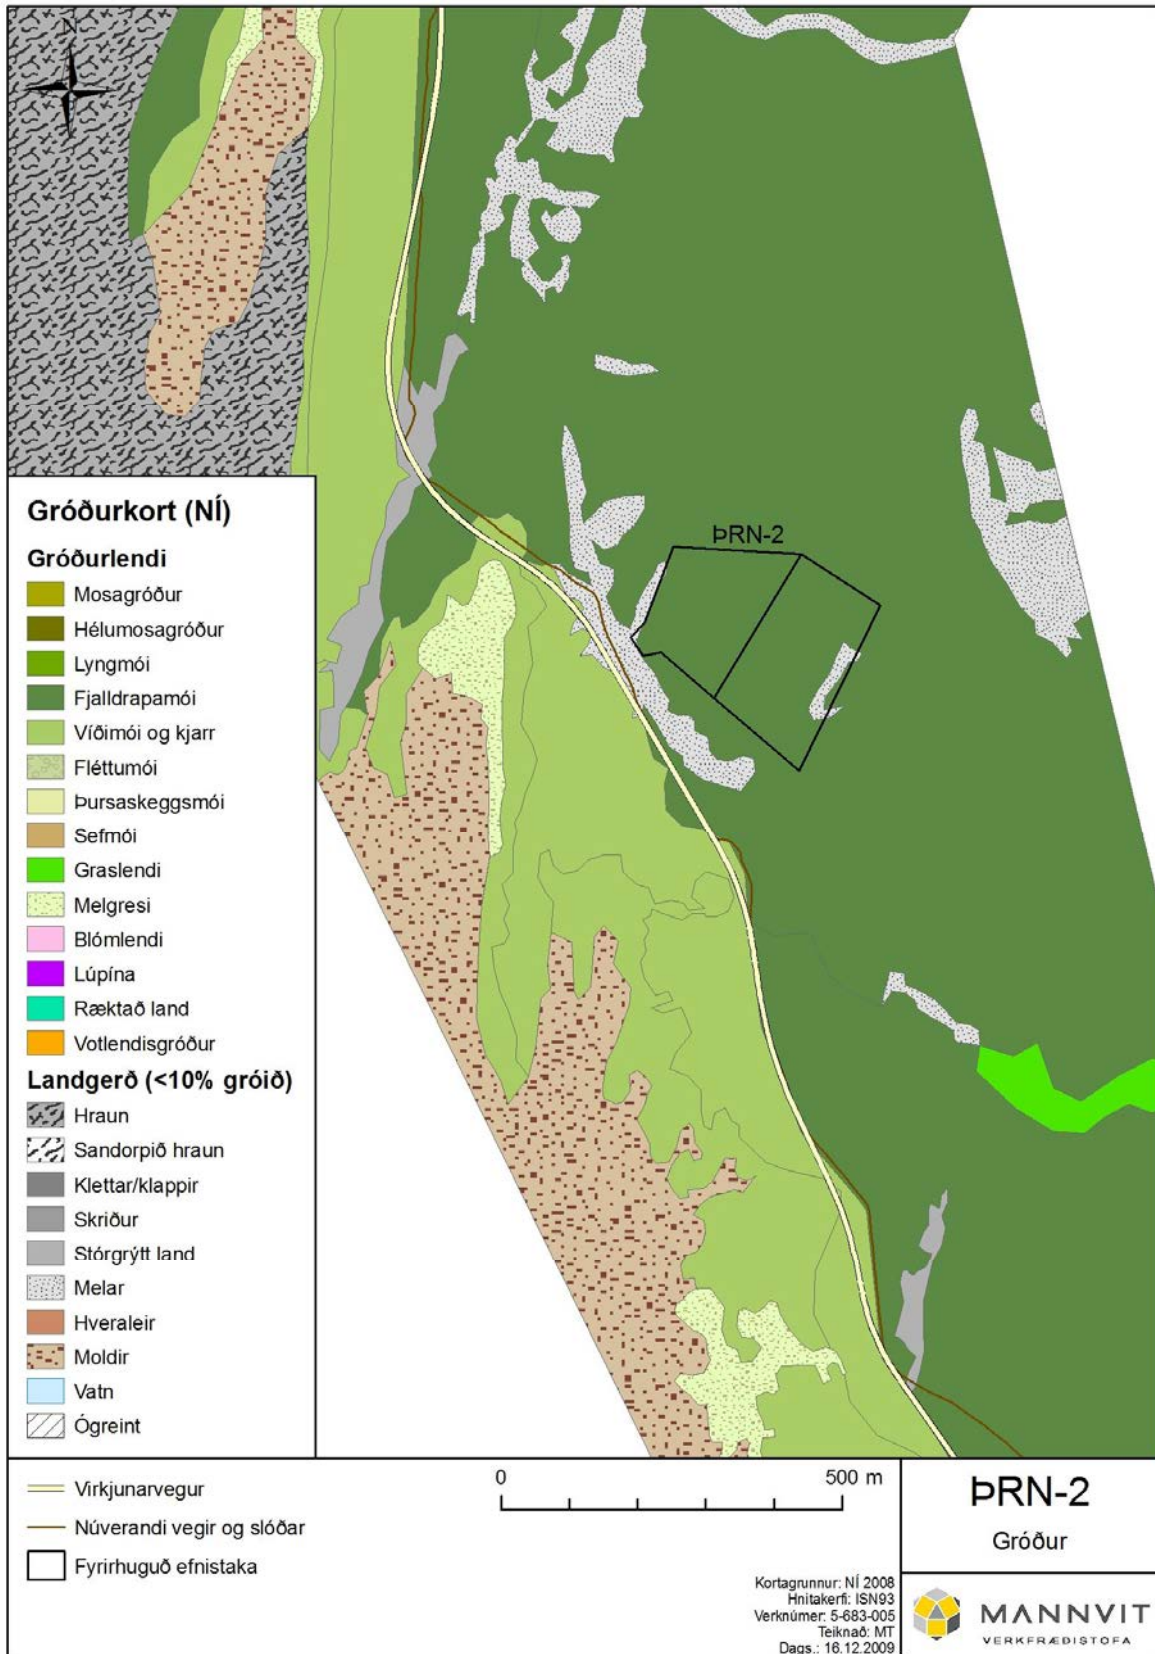 N
ÞRN-2
Gróðurkort (NÍ)
Gróðurlendi
Mosagróður
Hélumosagróður
Lyngmói
Fjalldrapamói
Víðimói og kjarr
Fléttumói
Þursaskeggsmói
Sefmói
Graslendi
Melgresi
Blómlendi
Lúpína
Ræktað land
Votlendisgróður
Landgerð (<10% gróið)
Hraun
Sandorpið hraun
Klettar/klappir
Skriður
Stórgrýtt land
Melar
Hveraleir
Moldir
Vatn
Ógreint
Virkjunarvegur
Núverandi vegir og slóðar
Fyrirhuguð efnistaka
0 500 m
Kortagrunnur: NÍ 2008
Hnitakerfi: ISN93
Verknúmer: 5-683-005
Teiknað: MT
Dags.: 16.12.2009
ÞRN-2
Gróður
MANNVIT
VERKFRÆÐISTOFA